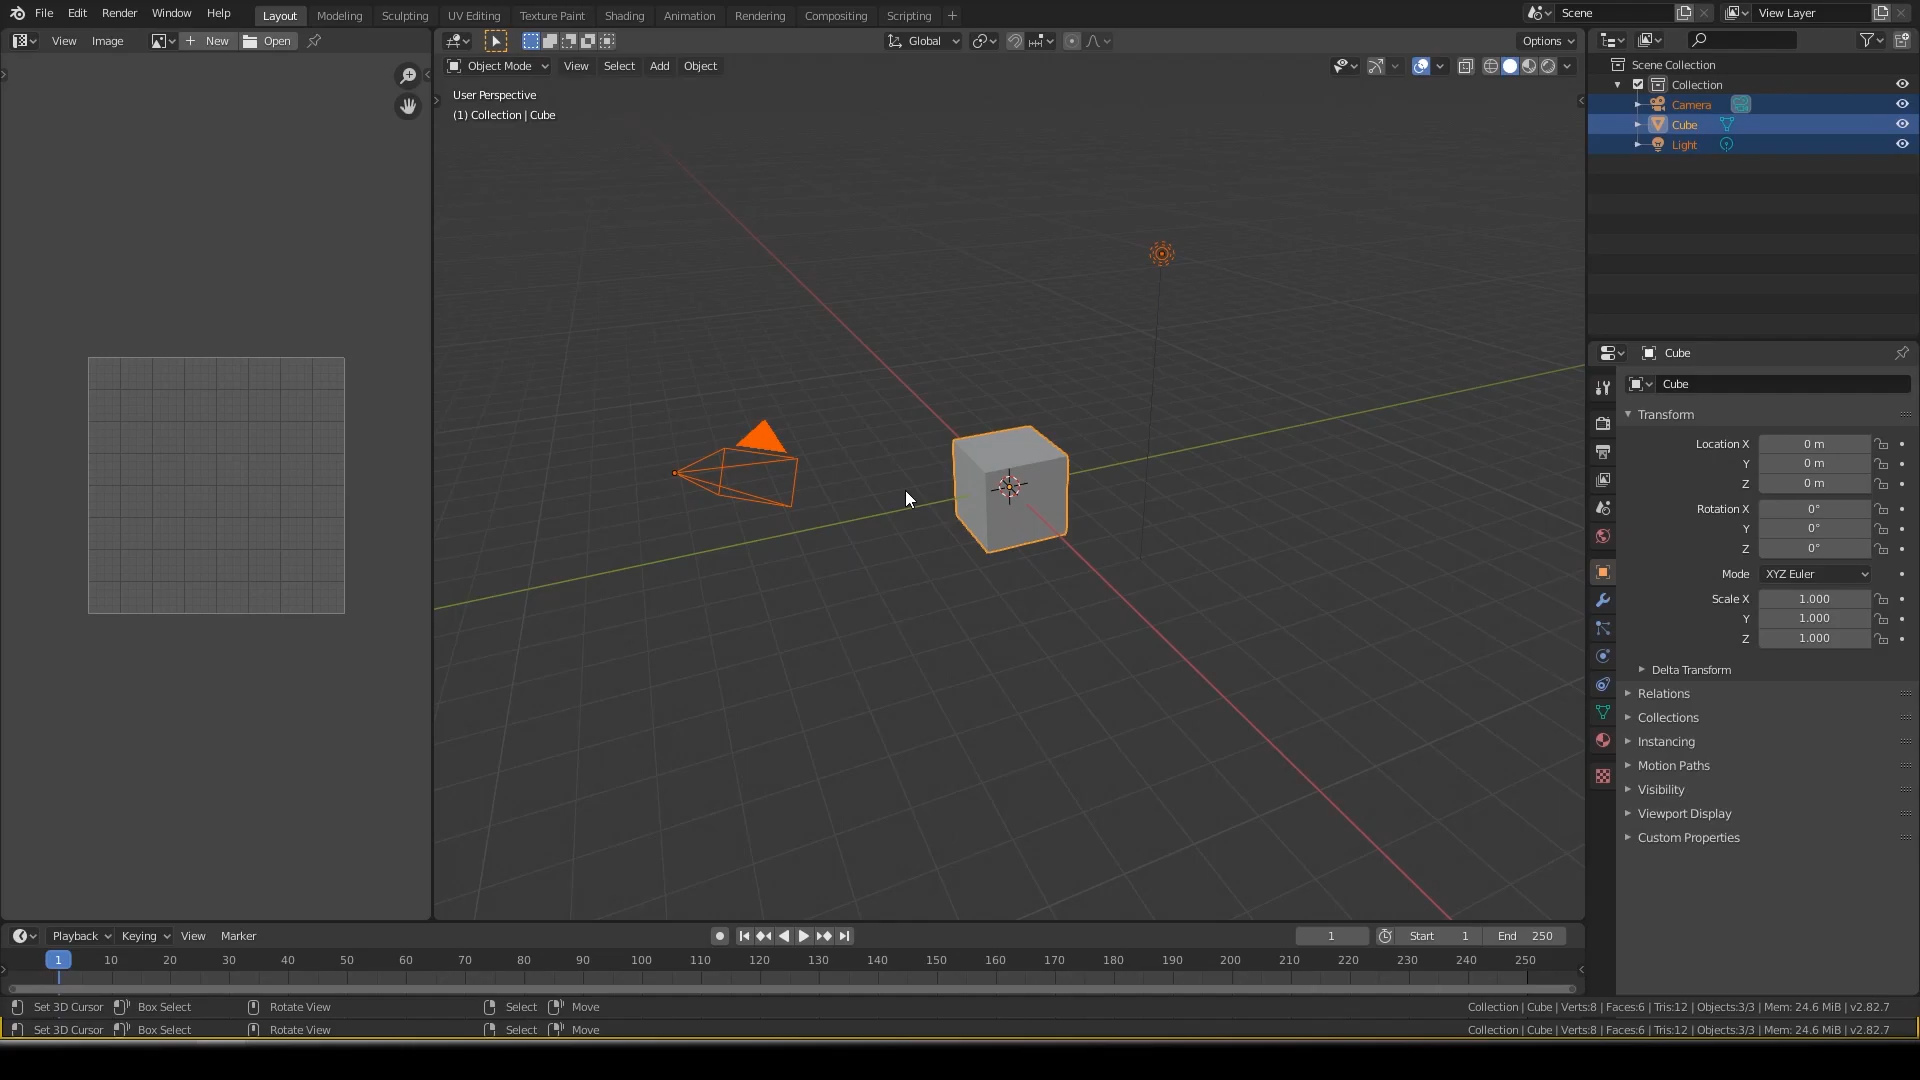 File Edit Render Window Help Layout Modeling Sculpting UV Editing Texture Paint Shading Animation Rendering Compositing Scripting + Scene View Layer
View Image New Open Global Options
Object Mode View Select Add Object
User Perspective
(1) Collection | Cube
Scene Collection
Collection
Camera
Cube
Light
Cube
Cube
Transform
Location X 0 m
Y 0 m
Z 0 m
Rotation X 0°
Y 0°
Z 0°
Mode XYZ Euler
Scale X 1.000
Y 1.000
Z 1.000
Delta Transform
Relations
Collections
Instancing
Motion Paths
Visibility
Viewport Display
Custom Properties
Playback Keying View Marker 1 Start 1 End 250
1 10 20 30 40 50 60 70 80 90 100 110 120 130 140 150 160 170 180 190 200 210 220 230 240 250
Set 3D Cursor Box Select Rotate View Select Move Collection | Cube | Verts:8 | Faces:6 | Tris:12 | Objects:3/3 | Mem: 24.6 MiB | v2.82.7
Set 3D Cursor Box Select Rotate View Select Move Collection | Cube | Verts:8 | Faces:6 | Tris:12 | Objects:3/3 | Mem: 24.6 MiB | v2.82.7